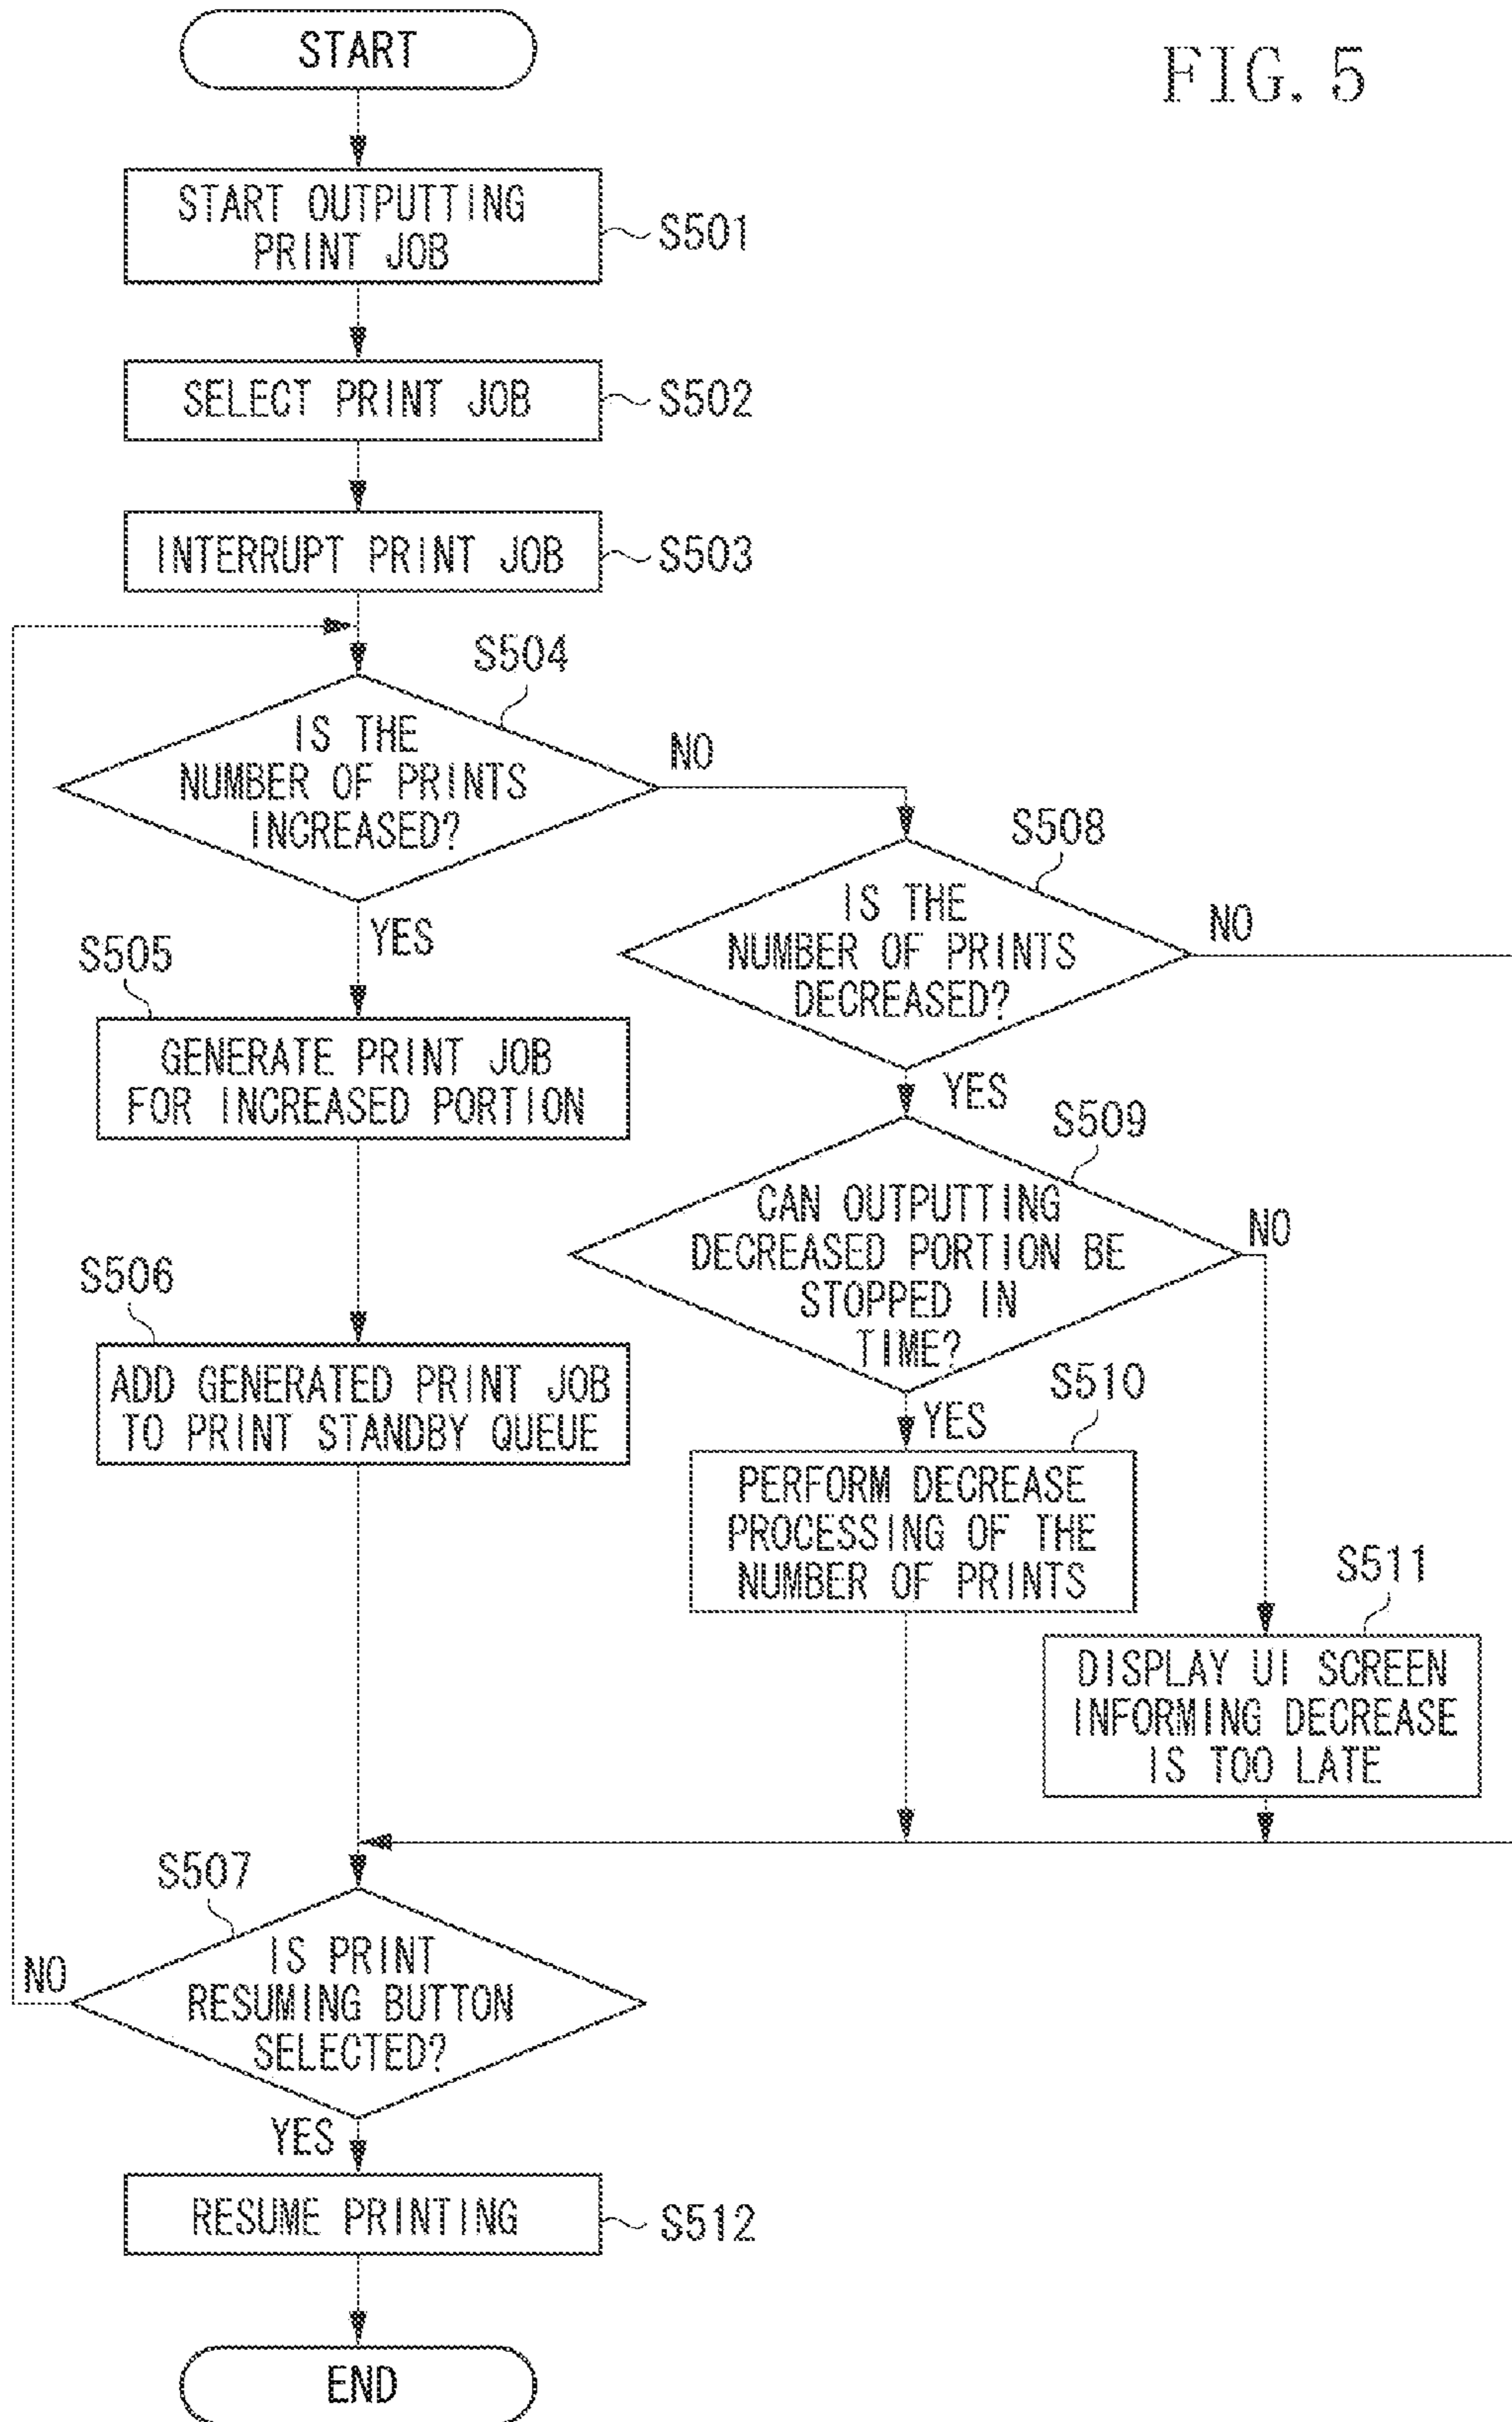 START
FIG. 5
START OUTPUTTING
PRINT JOB
S501
SELECT PRINT JOB
S502
INTERRUPT PRINT JOB
S503
S504
IS THE
NUMBER OF PRINTS
INCREASED?
NO
YES
S508
IS THE
NUMBER OF PRINTS
DECREASED?
NO
YES
S505
GENERATE PRINT JOB
FOR INCREASED PORTION
S509
CAN OUTPUTTING
DECREASED PORTION BE
STOPPED IN
TIME?
NO
YES
S506
ADD GENERATED PRINT JOB
TO PRINT STANDBY QUEUE
S510
PERFORM DECREASE
PROCESSING OF THE
NUMBER OF PRINTS
S511
DISPLAY UI SCREEN
INFORMING DECREASE
IS TOO LATE
S507
IS PRINT
RESUMING BUTTON
SELECTED?
NO
YES
RESUME PRINTING
S512
END